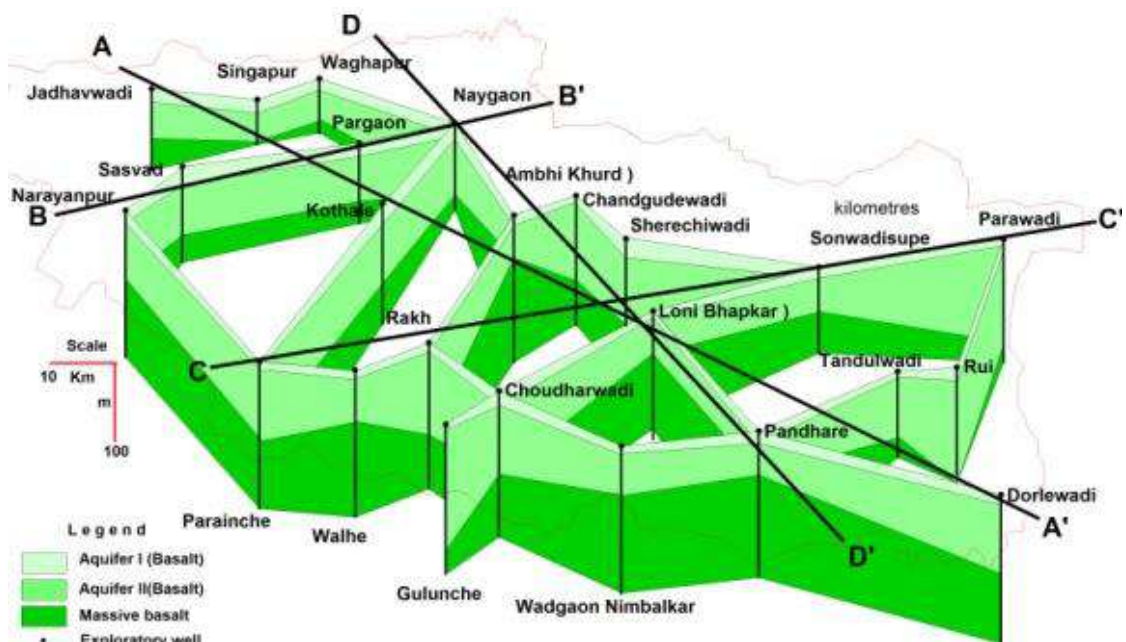 D
A
Waghapur
Singapur
Jadhavwadi
Naygaon
B'
Pargaon
Sasvad
Ambhi Khurd )
Narayanpur
Chandgudewadi
B
Kothale
kilometres
Parawadi
C'
Sherechiwadi
Sonwadisupe
Rakh
Loni Bhapkar )
Scale
10 Km
m
100
C
Tandulwadi
Rui
Choudharwadi
Pandhare
Dorlewadi
A'
Parainche
Walhe
D'
Gulunche
Wadgaon Nimbalkar
Legend
Aquifer I (Basalt)
Aquifer II(Basalt)
Massive basalt
Exploratory well